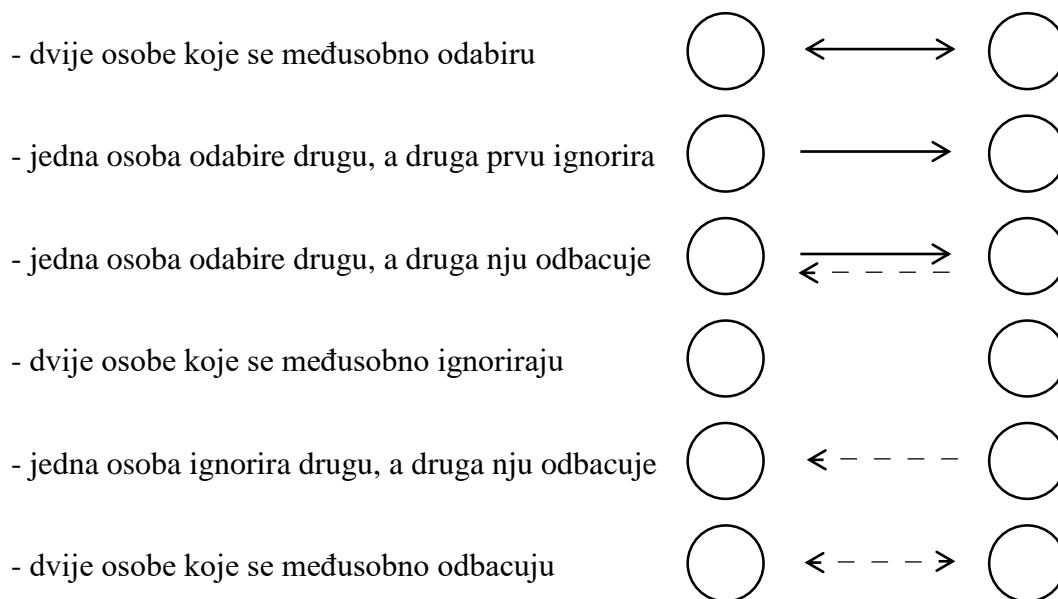 - dvije osobe koje se međusobno odabiru
- jedna osoba odabire drugu, a druga prvu ignorira
- jedna osoba odabire drugu, a druga nju odbacuje
- dvije osobe koje se međusobno ignoriraju
- jedna osoba ignorira drugu, a druga nju odbacuje
- dvije osobe koje se međusobno odbacuju